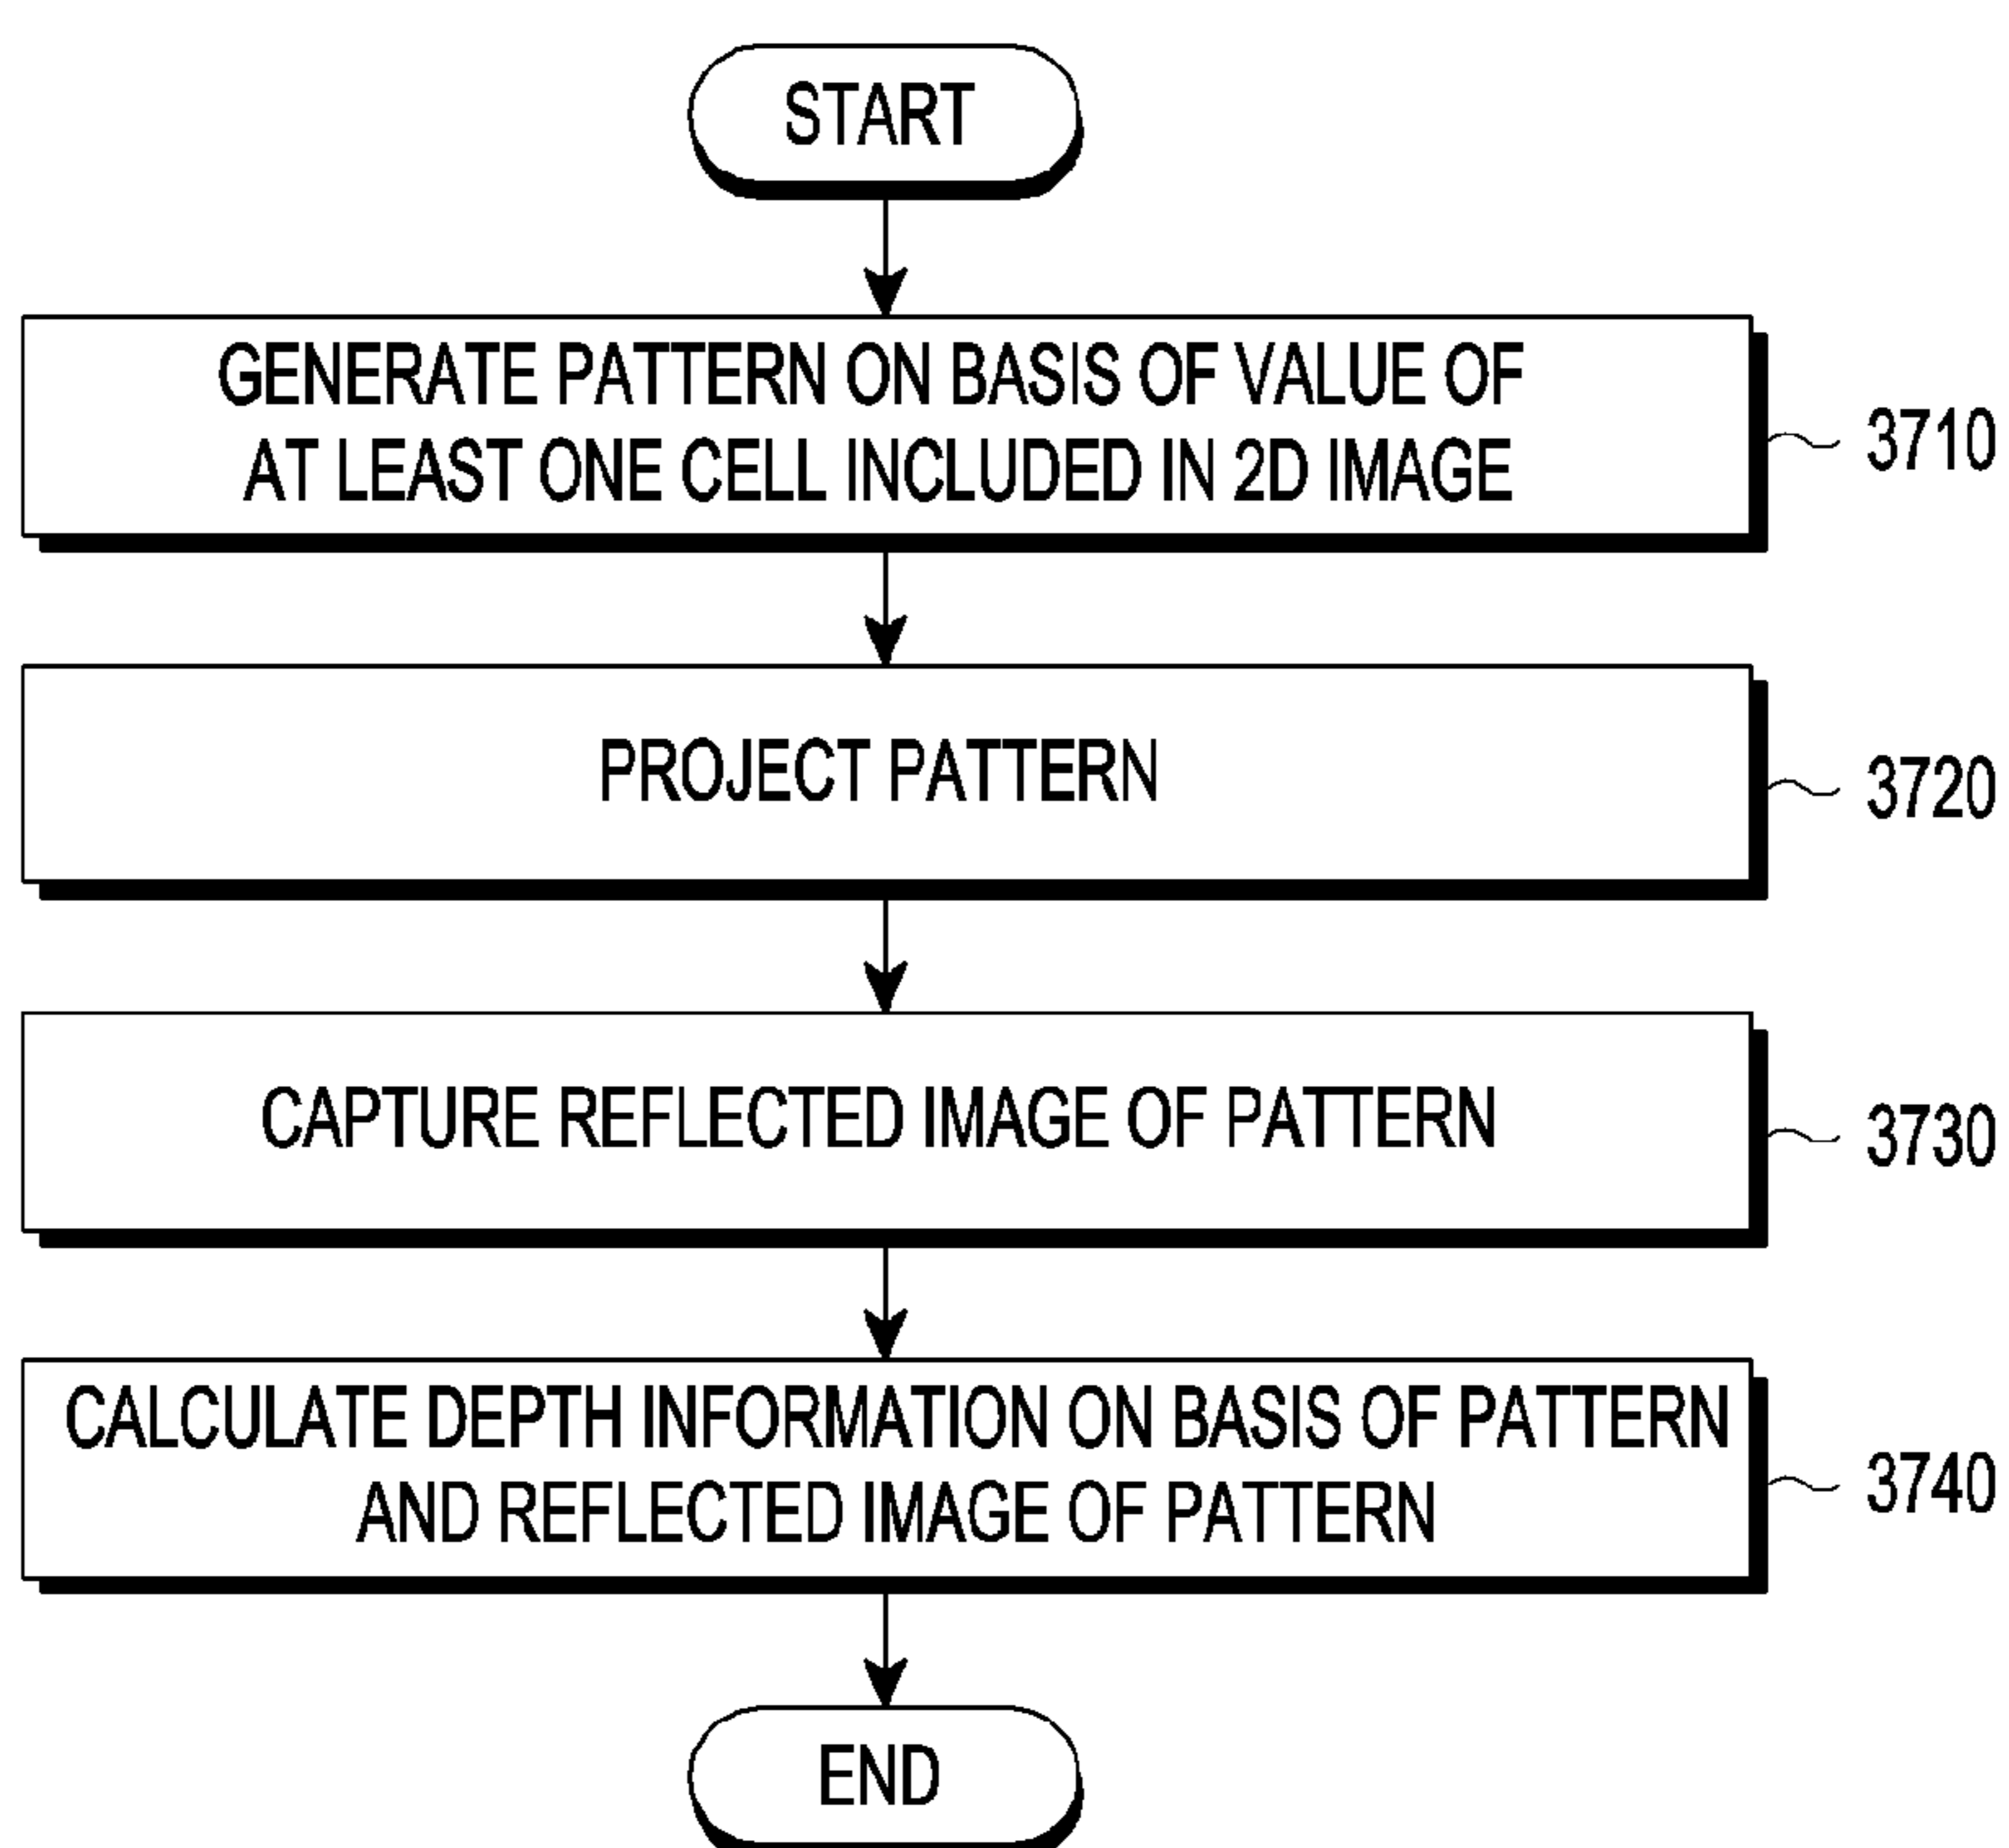 START
GENERATE PATTERN ON BASIS OF VALUE OF
AT LEAST ONE CELL INCLUDED IN 2D IMAGE
3710
PROJECT PATTERN
3720
CAPTURE REFLECTED IMAGE OF PATTERN
3730
CALCULATE DEPTH INFORMATION ON BASIS OF PATTERN
AND REFLECTED IMAGE OF PATTERN
3740
END